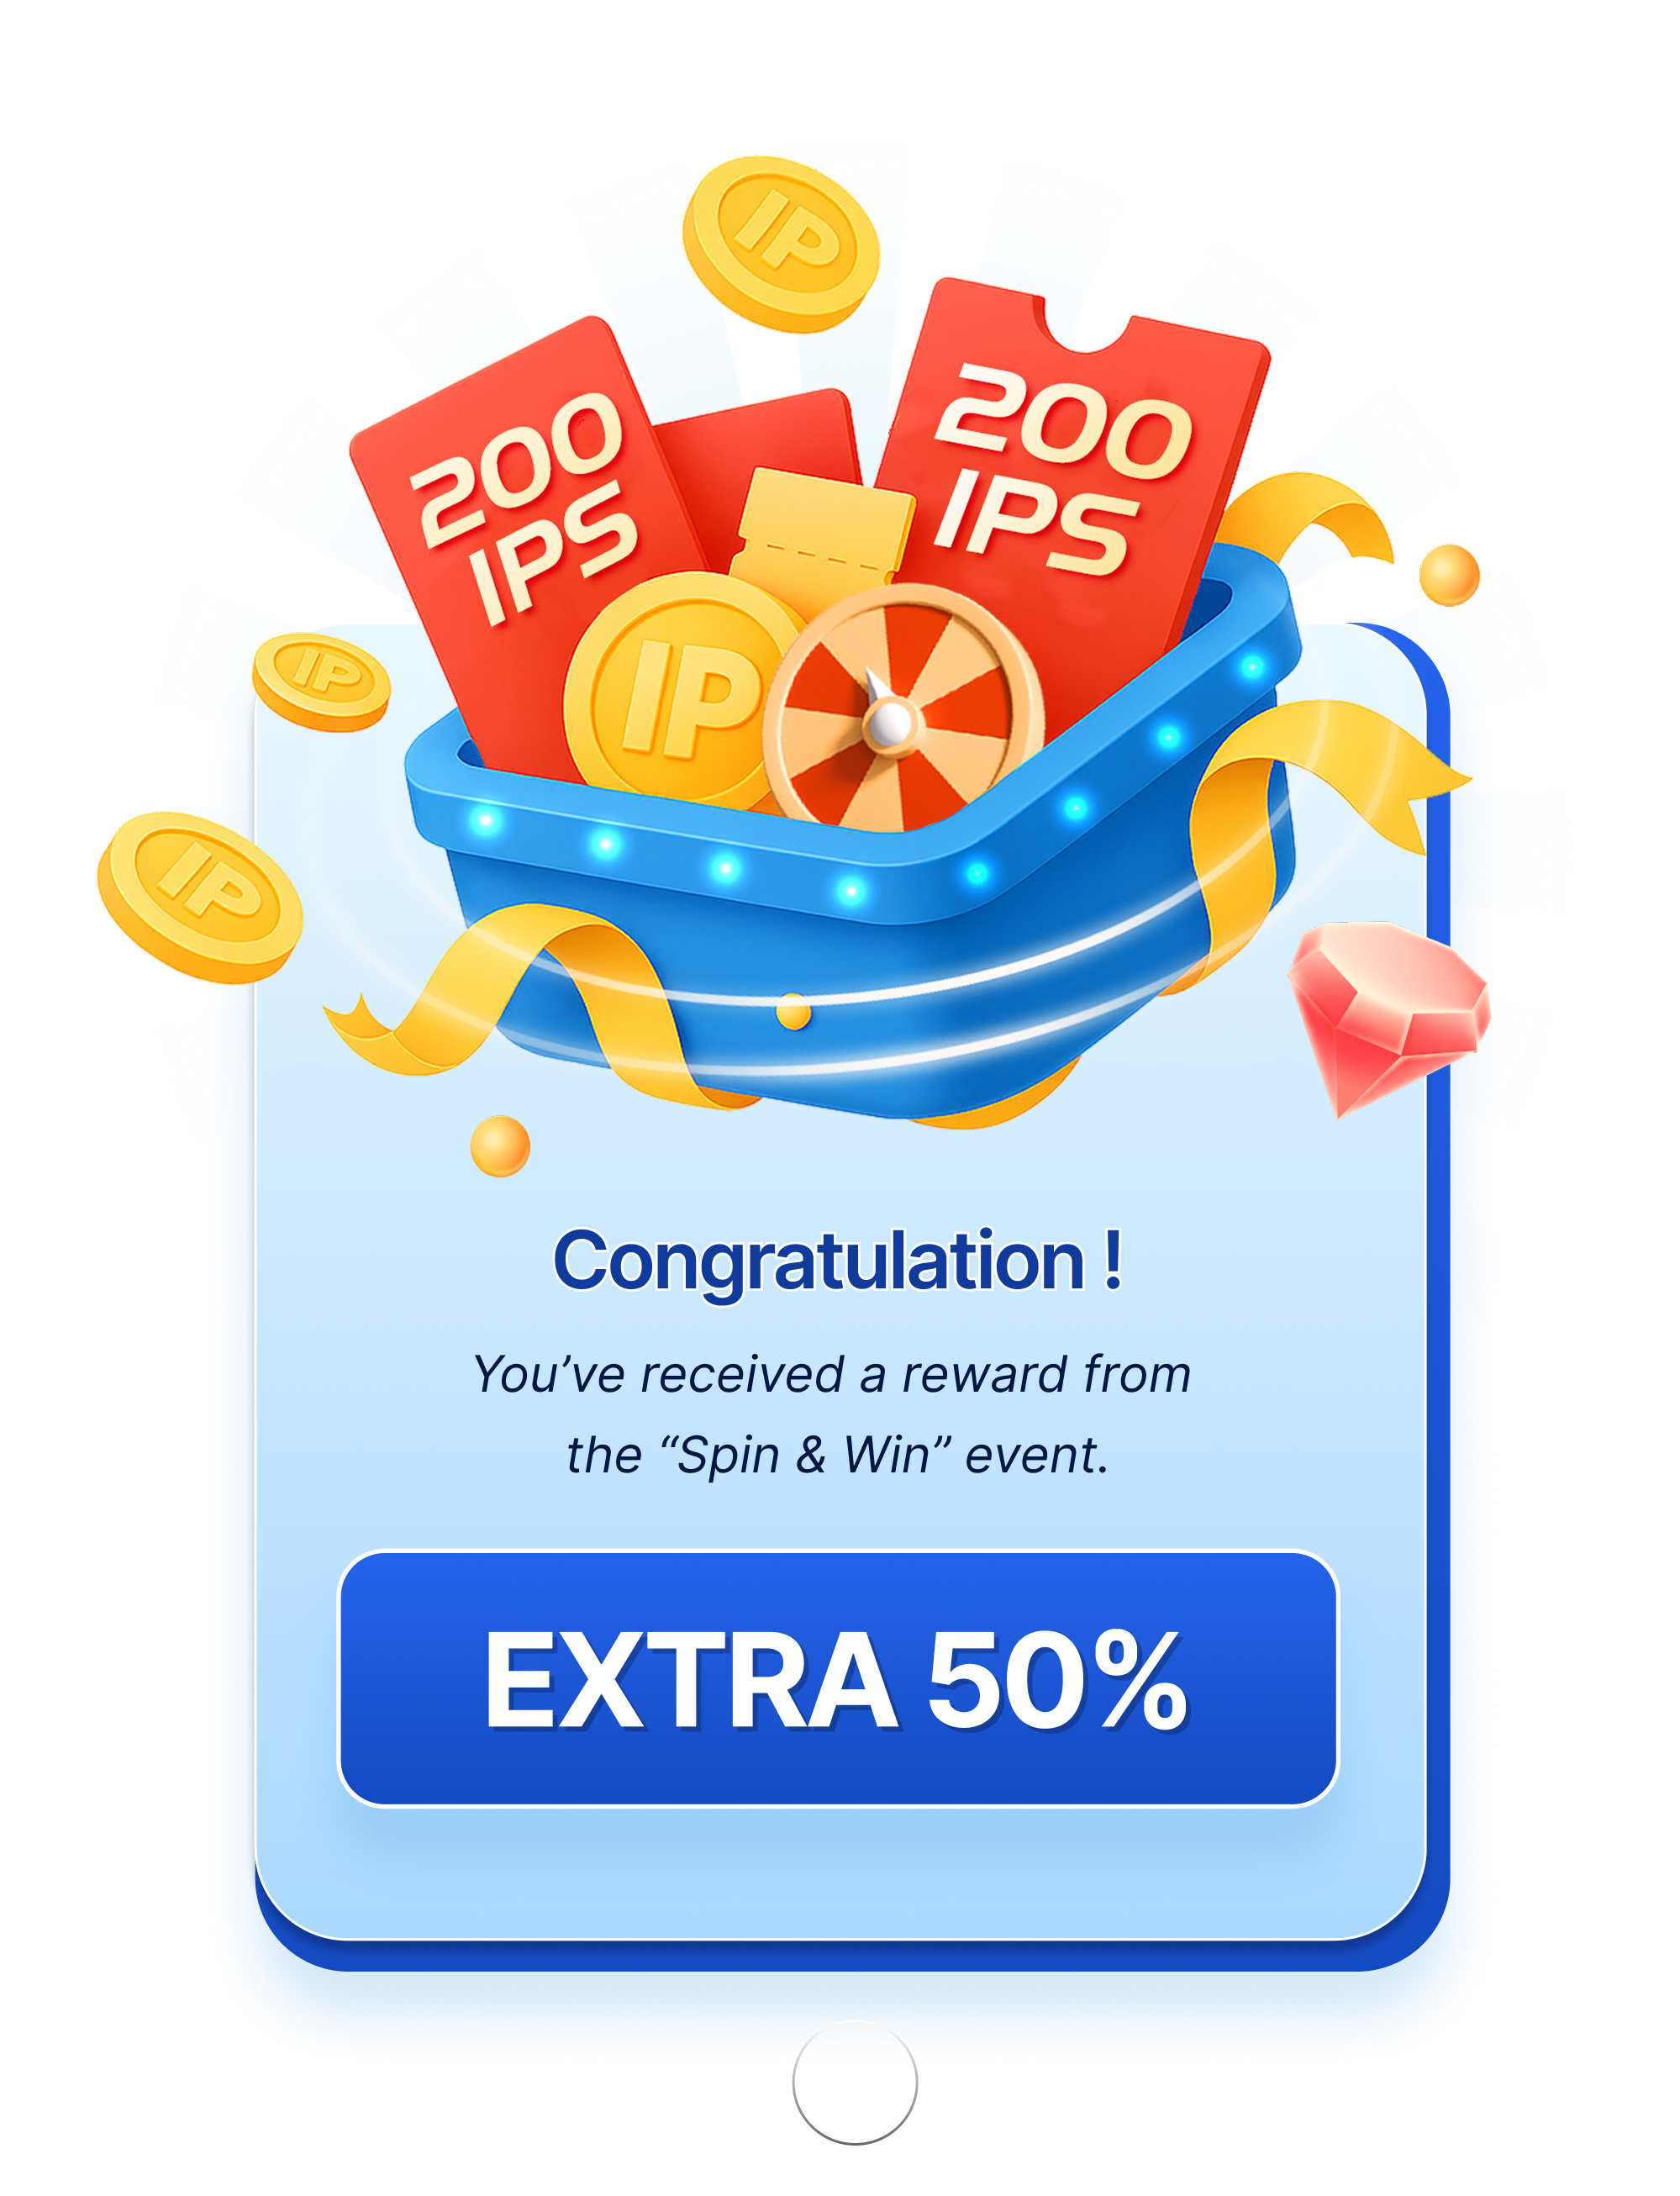 IP
200
IPS
200
IPS
IP
IP
IP
Congratulation !
You’ve received a reward from
the “Spin & Win” event.
EXTRA 50%